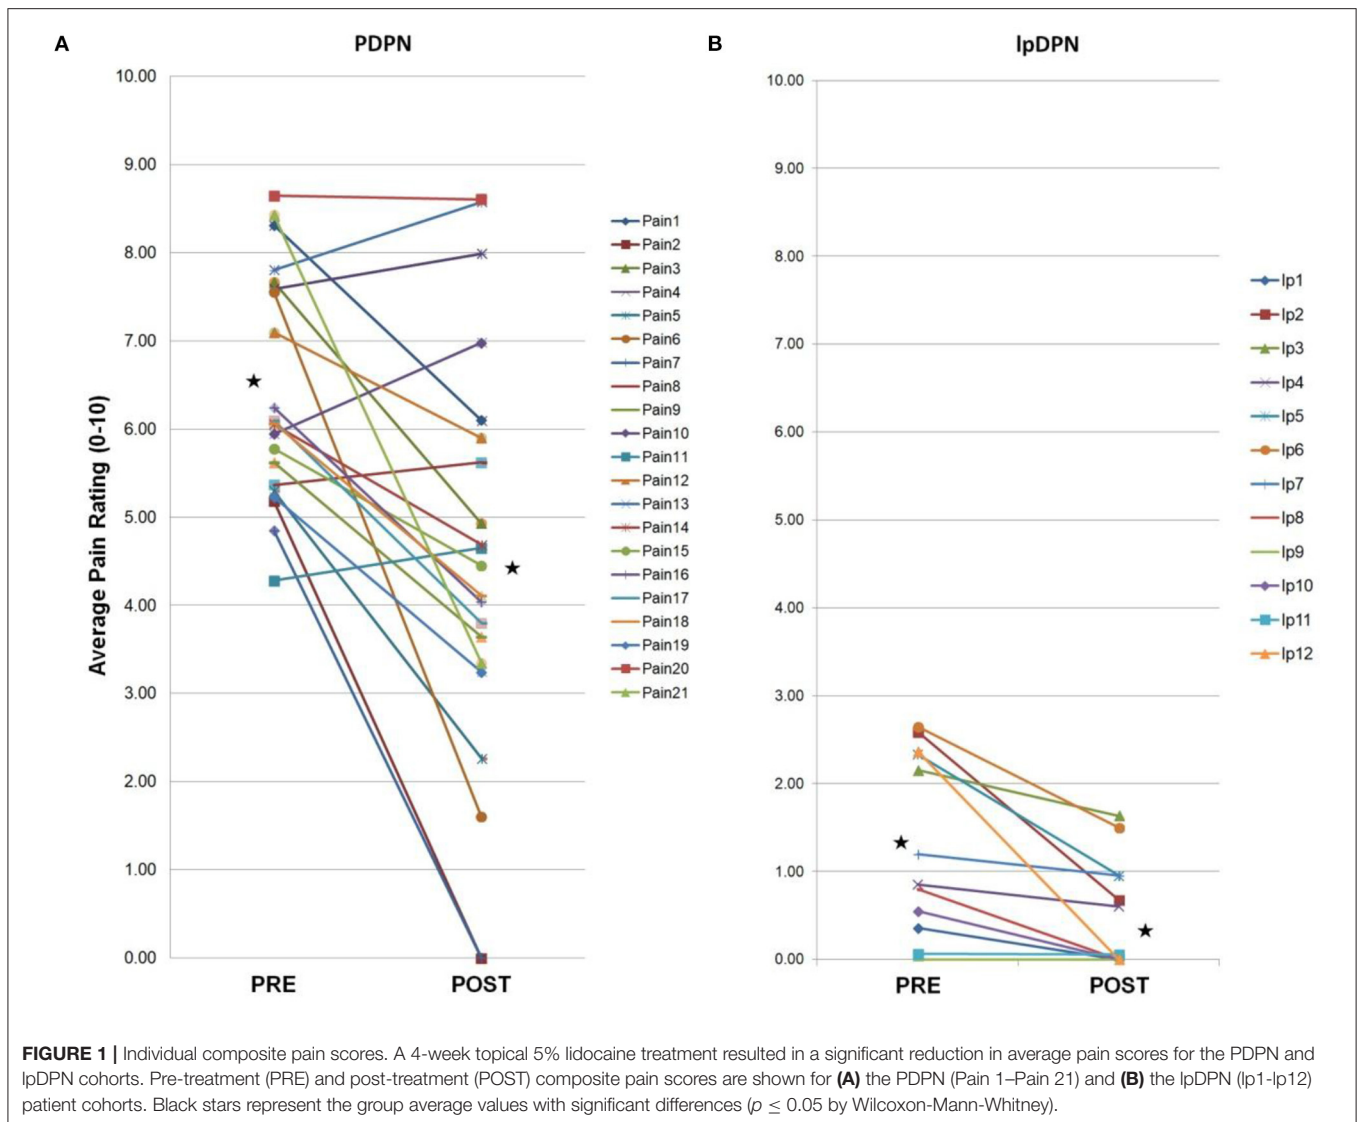 A
PDPN
10.00
9.00
8.00
7.00
6.00
5.00
4.00
3.00
2.00
1.00
0.00
Average Pain Rating (0-10)
PRE
POST
Pain1
Pain2
Pain3
Pain4
Pain5
Pain6
Pain7
Pain8
Pain9
Pain10
Pain11
Pain12
Pain13
Pain14
Pain15
Pain16
Pain17
Pain18
Pain19
Pain20
Pain21
B
lpDPN
10.00
9.00
8.00
7.00
6.00
5.00
4.00
3.00
2.00
1.00
0.00
PRE
POST
lp1
lp2
lp3
lp4
lp5
lp6
lp7
lp8
lp9
lp10
lp11
lp12
FIGURE 1 | Individual composite pain scores. A 4-week topical 5% lidocaine treatment resulted in a significant reduction in average pain scores for the PDPN and
lpDPN cohorts. Pre-treatment (PRE) and post-treatment (POST) composite pain scores are shown for (A) the PDPN (Pain 1–Pain 21) and (B) the lpDPN (lp1-lp12)
patient cohorts. Black stars represent the group average values with significant differences (p ≤ 0.05 by Wilcoxon-Mann-Whitney).